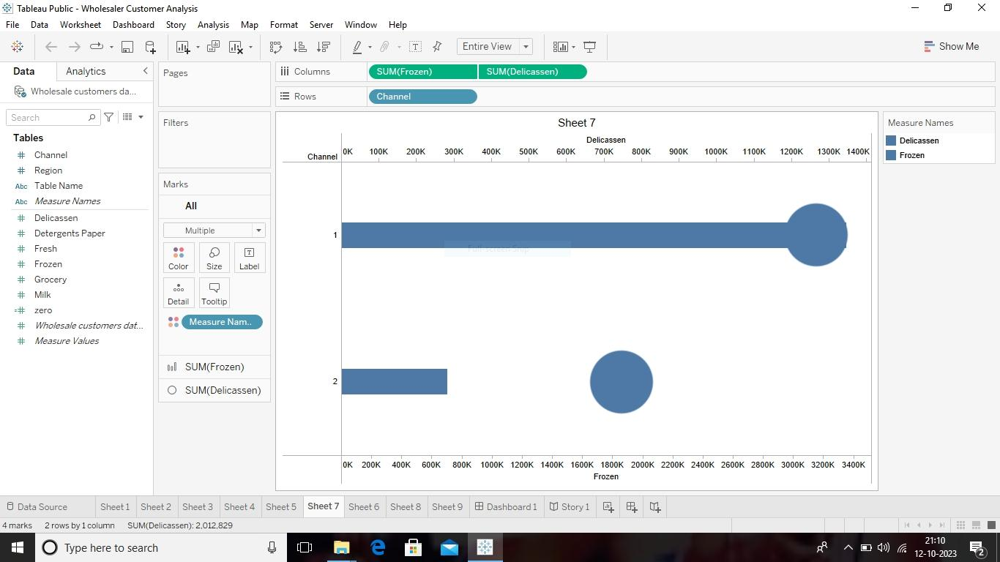 Tableau Public - Wholesaler Customer Analysis
File Data Worksheet Dashboard Story Analysis Map Format Server Window Help
Entire View
Show Me
Data Analytics
Wholesale customers da...
Search
Tables
Channel
Region
Abc Table Name
Abc Measure Names
Delicassen
Detergents Paper
Fresh
Frozen
Grocery
Milk
zero
Wholesale customers dat...
Measure Values
Pages
Filters
Marks
All
Multiple
Color Size Label
Detail Tooltip
Measure Nam..
SUM(Frozen)
SUM(Delicassen)
Columns SUM(Frozen) SUM(Delicassen)
Rows Channel
Sheet 7
Delicassen
Channel 0K 100K 200K 300K 400K 500K 600K 700K 800K 900K 1000K 1100K 1200K 1300K 1400K
1
Full-screen Snip
2
0K 200K 400K 600K 800K 1000K 1200K 1400K 1600K 1800K 2000K 2200K 2400K 2600K 2800K 3000K 3200K 3400K
Frozen
Measure Names
Delicassen
Frozen
Data Source Sheet 1 Sheet 2 Sheet 3 Sheet 4 Sheet 5 Sheet 7 Sheet 6 Sheet 8 Sheet 9 Dashboard 1 Story 1
4 marks 2 rows by 1 column SUM(Delicassen): 2,012,829
Type here to search
21:10
12-10-2023
2